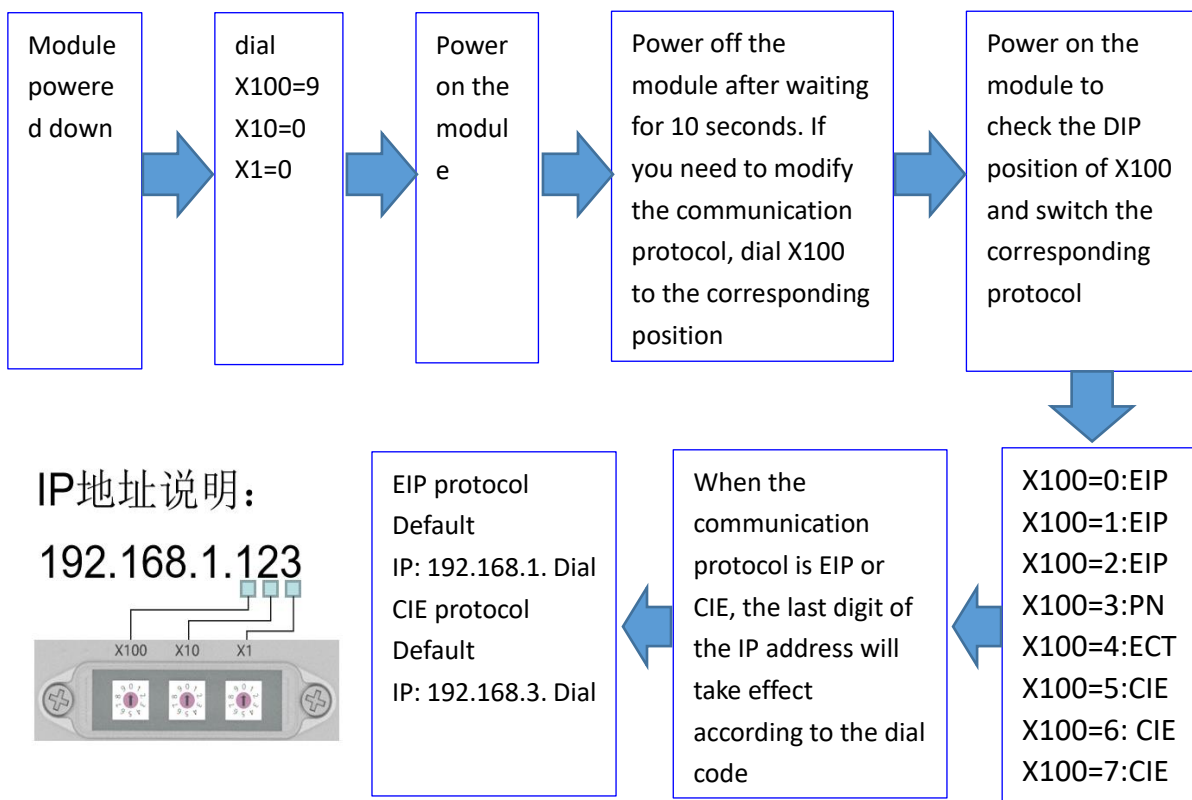 Module
powere
d down
dial
X100=9
X10=0
X1=0
Power
on the
modul
e
Power off the
module after waiting
for 10 seconds. If
you need to modify
the communication
protocol, dial X100
to the corresponding
position
Power on the
module to
check the DIP
position of X100
and switch the
corresponding
protocol
X100=0:EIP
X100=1:EIP
X100=2:EIP
X100=3:PN
X100=4:ECT
X100=5:CIE
X100=6: CIE
X100=7:CIE
When the
communication
protocol is EIP or
CIE, the last digit of
the IP address will
take effect
according to the dial
code
EIP protocol
Default
IP: 192.168.1. Dial
CIE protocol
Default
IP: 192.168.3. Dial
IP地址说明：
192.168.1.123
X100 X10 X1